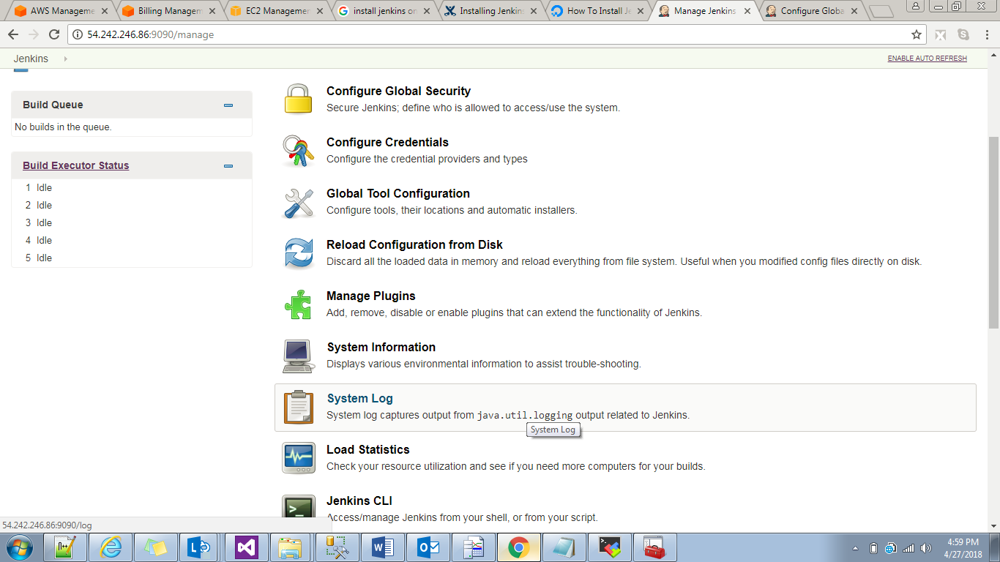 AWS Manageme
Billing Managem
EC2 Managemen
install jenkins on
Installing Jenkins
How To Install Je
Manage Jenkins
Configure Globa
54.242.246.86:9090/manage
Jenkins
ENABLE AUTO REFRESH
Build Queue
No builds in the queue.
Build Executor Status
1 Idle
2 Idle
3 Idle
4 Idle
5 Idle
Configure Global Security
Secure Jenkins; define who is allowed to access/use the system.
Configure Credentials
Configure the credential providers and types
Global Tool Configuration
Configure tools, their locations and automatic installers.
Reload Configuration from Disk
Discard all the loaded data in memory and reload everything from file system. Useful when you modified config files directly on disk.
Manage Plugins
Add, remove, disable or enable plugins that can extend the functionality of Jenkins.
System Information
Displays various environmental information to assist trouble-shooting.
System Log
System log captures output from java.util.logging output related to Jenkins.
System Log
Load Statistics
Check your resource utilization and see if you need more computers for your builds.
Jenkins CLI
Access/manage Jenkins from your shell, or from your script.
54.242.246.86:9090/log
4:59 PM
4/27/2018